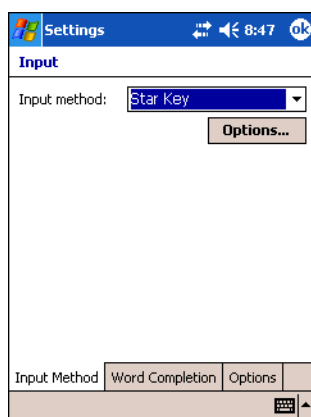 Settings 8:47 ok
Input
Input method: Star Key
Options...
Input Method Word Completion Options